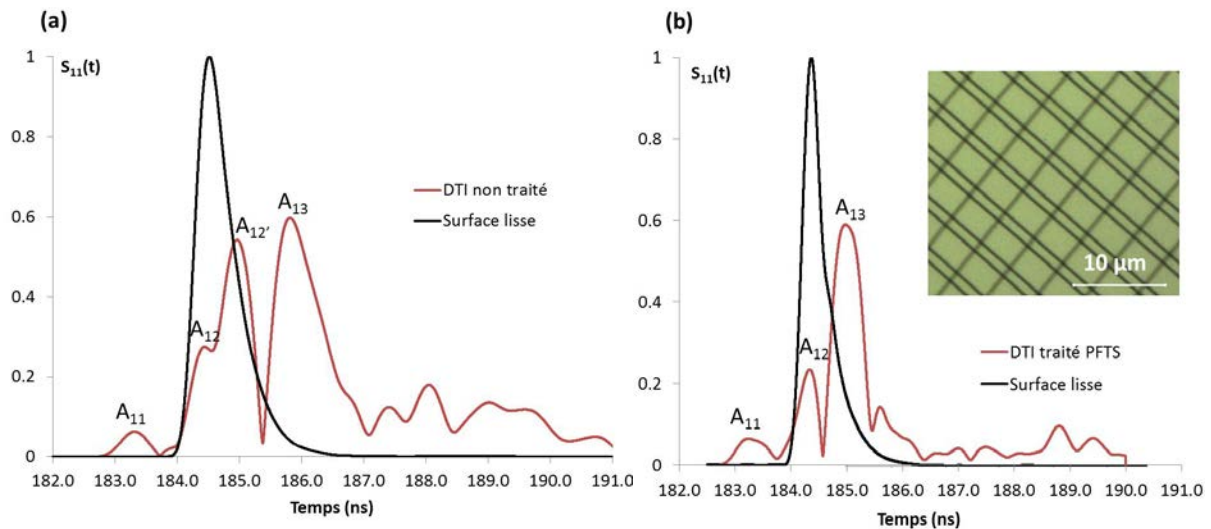 (a)
S11(t)
1
0.8
0.6
0.4
0.2
0
182.0 183.0 184.0 185.0 186.0 187.0 188.0 189.0 190.0 191.0
Temps (ns)
A11
A12
A12'
A13
DTI non traité
Surface lisse
(b)
S11(t)
1
0.8
0.6
0.4
0.2
0
182.0 183.0 184.0 185.0 186.0 187.0 188.0 189.0 190.0 191.0
Temps (ns)
A11
A12
A13
10 µm
DTI traité PFTS
Surface lisse